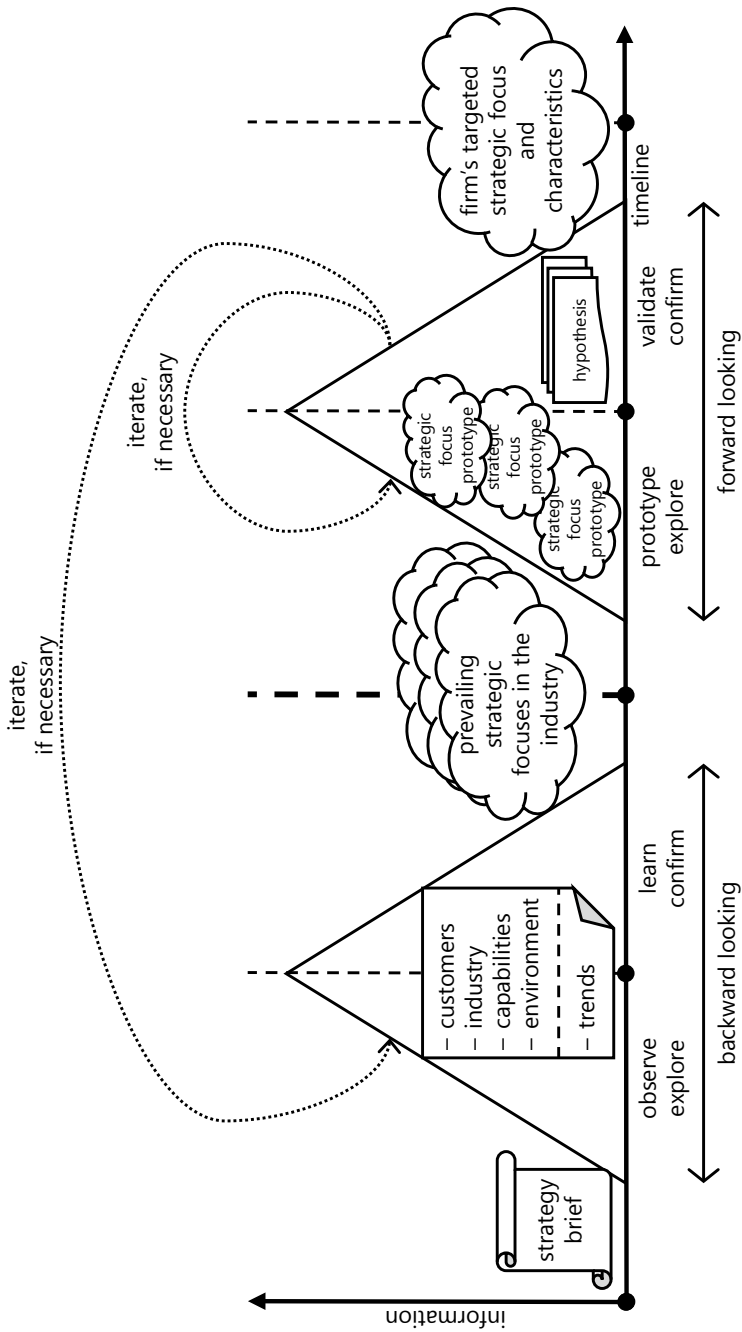 iterate,
if necessary
iterate,
if necessary
information
strategy
brief
– customers
– industry
– capabilities
– environment
– trends
prevailing
strategic
focuses in the
industry
strategic
focus
prototype
strategic
focus
prototype
strategic
focus
prototype
hypothesis
firm's targeted
strategic focus
and
characteristics
observe
explore
learn
confirm
prototype
explore
validate
confirm
timeline
backward looking
forward looking